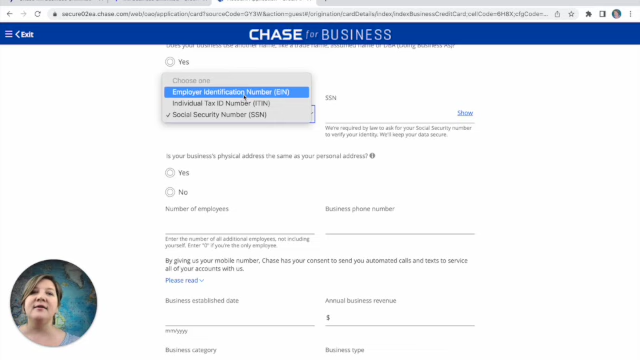 secure02ea.chase.com/web/oao/application/card?sourceCode=GY3W&action=guest#/origination/cardDetails/index/indexBusinessCreditCard;cellCode=6H8X;cfgCode...
Exit
CHASE for BUSINESS
Does your business use another name, like a trade name, assumed name or DBA (Doing Business As)?
Yes
Choose one
Employer Identification Number (EIN)
Individual Tax ID Number (ITIN)
✓ Social Security Number (SSN)
SSN
Show
We're required by law to ask for your Social Security number
to verify your identity. We'll keep your data secure.
Is your business's physical address the same as your personal address?
Yes
No
Number of employees
Business phone number
Enter the number of all additional employees, not including
yourself. Enter "0" if you're the only employee.
By giving us your mobile number, Chase has your consent to send you automated calls and texts to service
all of your accounts with us.
Please read
Business established date
Annual business revenue
$
mm/yyyy
Business category
Business type